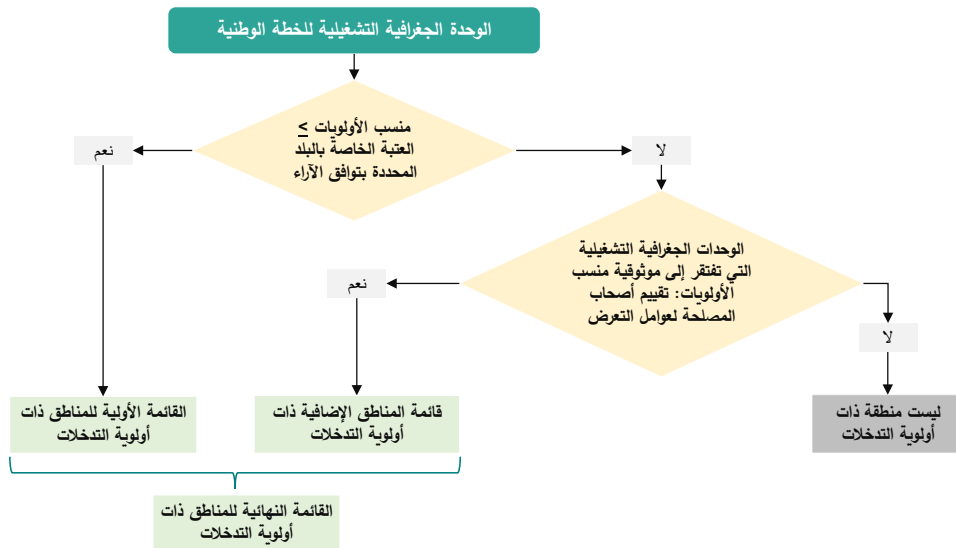 الوحدة الجغرافية التشغيلية للخطة الوطنية
منسب الأولويات ≥
العتبة الخاصة بالبلد
المحددة بتوافق الآراء
نعم
لا
الوحدات الجغرافية التشغيلية
التي تفتقر إلى موثوقية منسب
الأولويات: تقييم أصحاب
المصلحة لعوامل التعرض
نعم
لا
القائمة الأولية للمناطق ذات
أولوية التدخلات
قائمة المناطق الإضافية ذات
أولوية التدخلات
ليست منطقة ذات
أولوية التدخلات
القائمة النهائية للمناطق ذات
أولوية التدخلات